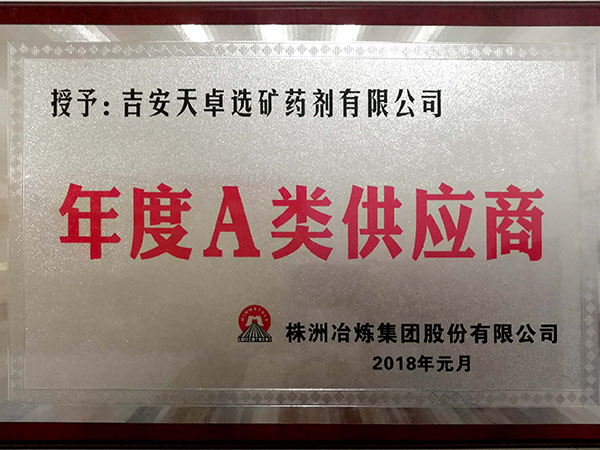 授予：吉安天卓选矿药剂有限公司
年度A类供应商
株洲冶炼集团股份有限公司
2018年元月